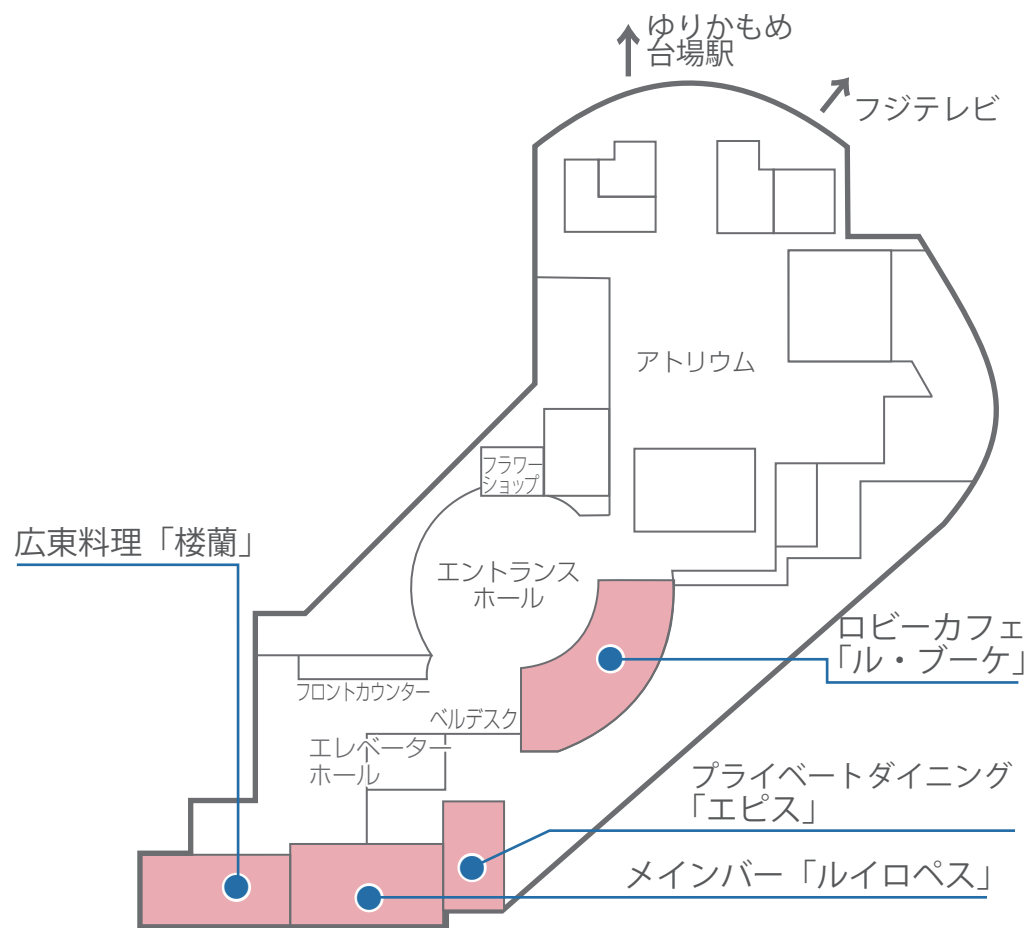 ゆりかもめ
台場駅
フジテレビ
アトリウム
フラワー
ショップ
広東料理「楼蘭」
エントランス
ホール
ロビーカフェ
「ル・ブーケ」
フロントカウンター
ベルデスク
エレベーター
ホール
プライベートダイニング
「エピス」
メインバー「ルイロペス」